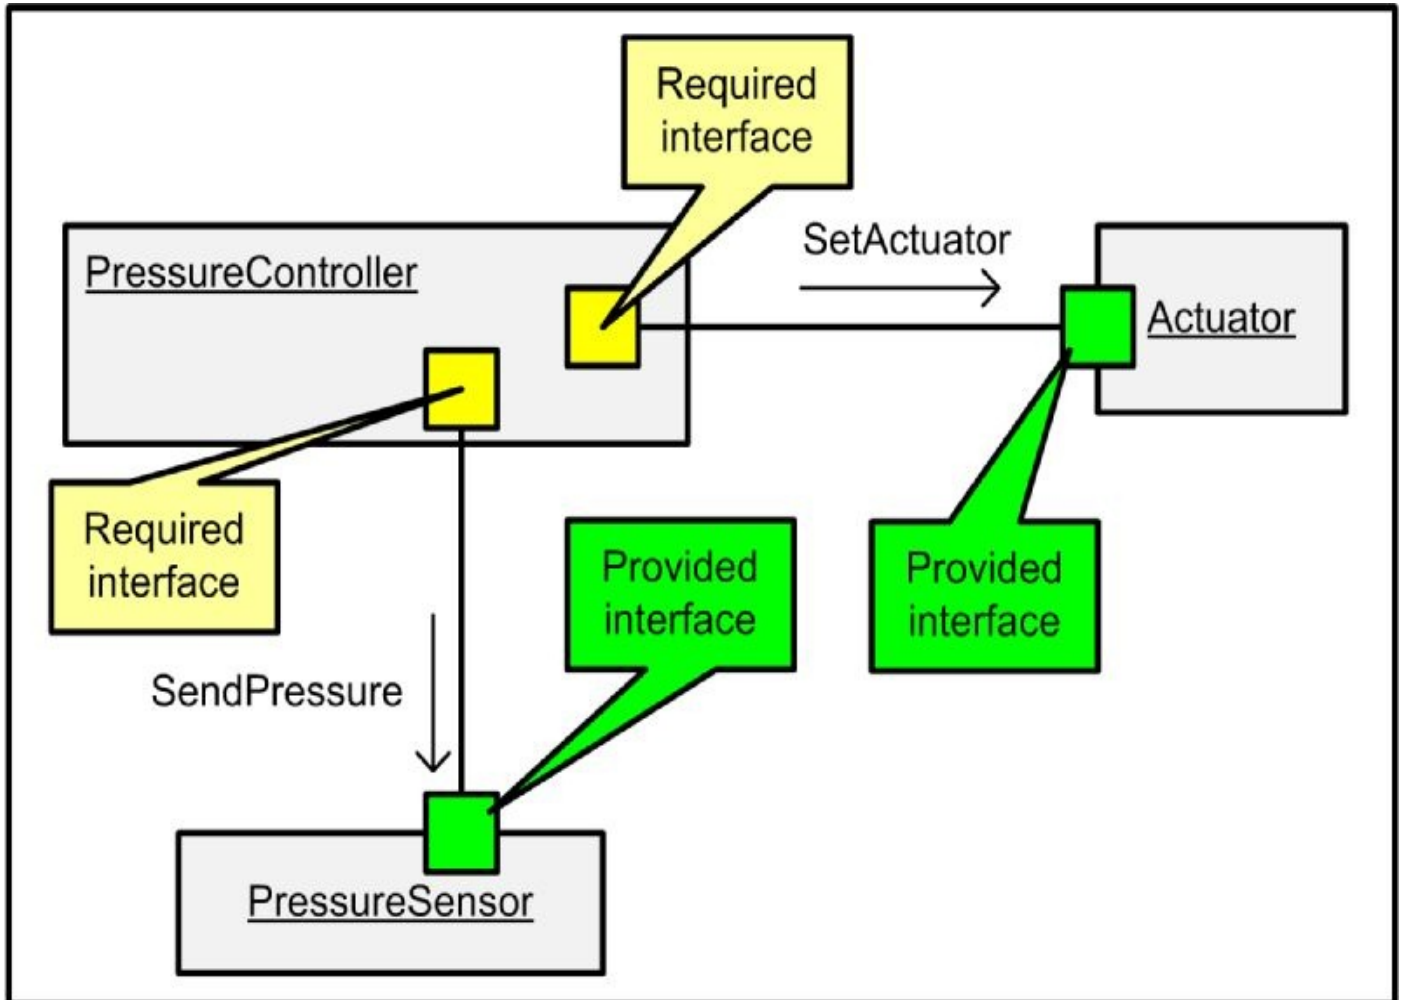 Required
interface
SetActuator
PressureController
Actuator
Required
interface
Provided
interface
Provided
interface
SendPressure
PressureSensor